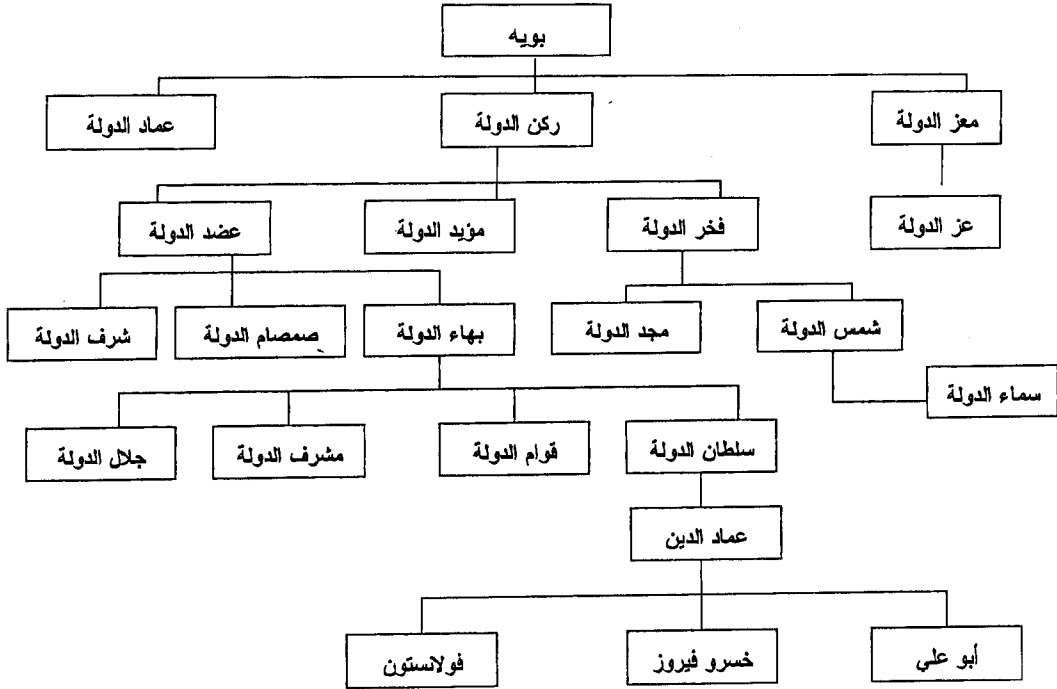 بويه
معز الدولة
ركن الدولة
عماد الدولة
عز الدولة
فخر الدولة
مؤيد الدولة
عضد الدولة
شمس الدولة
مجد الدولة
بهاء الدولة
صمصام الدولة
شرف الدولة
سماء الدولة
سلطان الدولة
قوام الدولة
مشرف الدولة
جلال الدولة
عماد الدين
أبو علي
خسرو فيروز
فولانستون